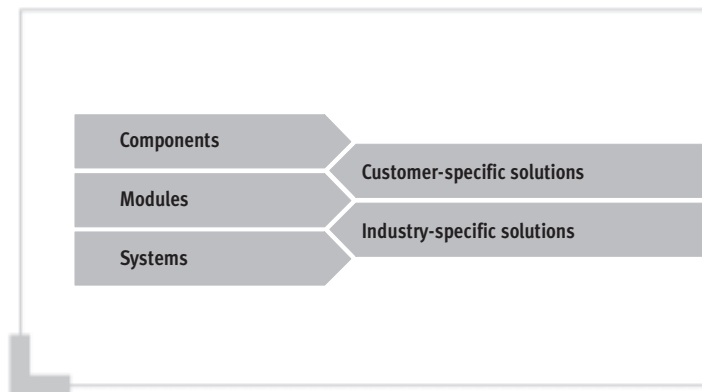 Components
Modules
Systems
Customer-specific solutions
Industry-specific solutions